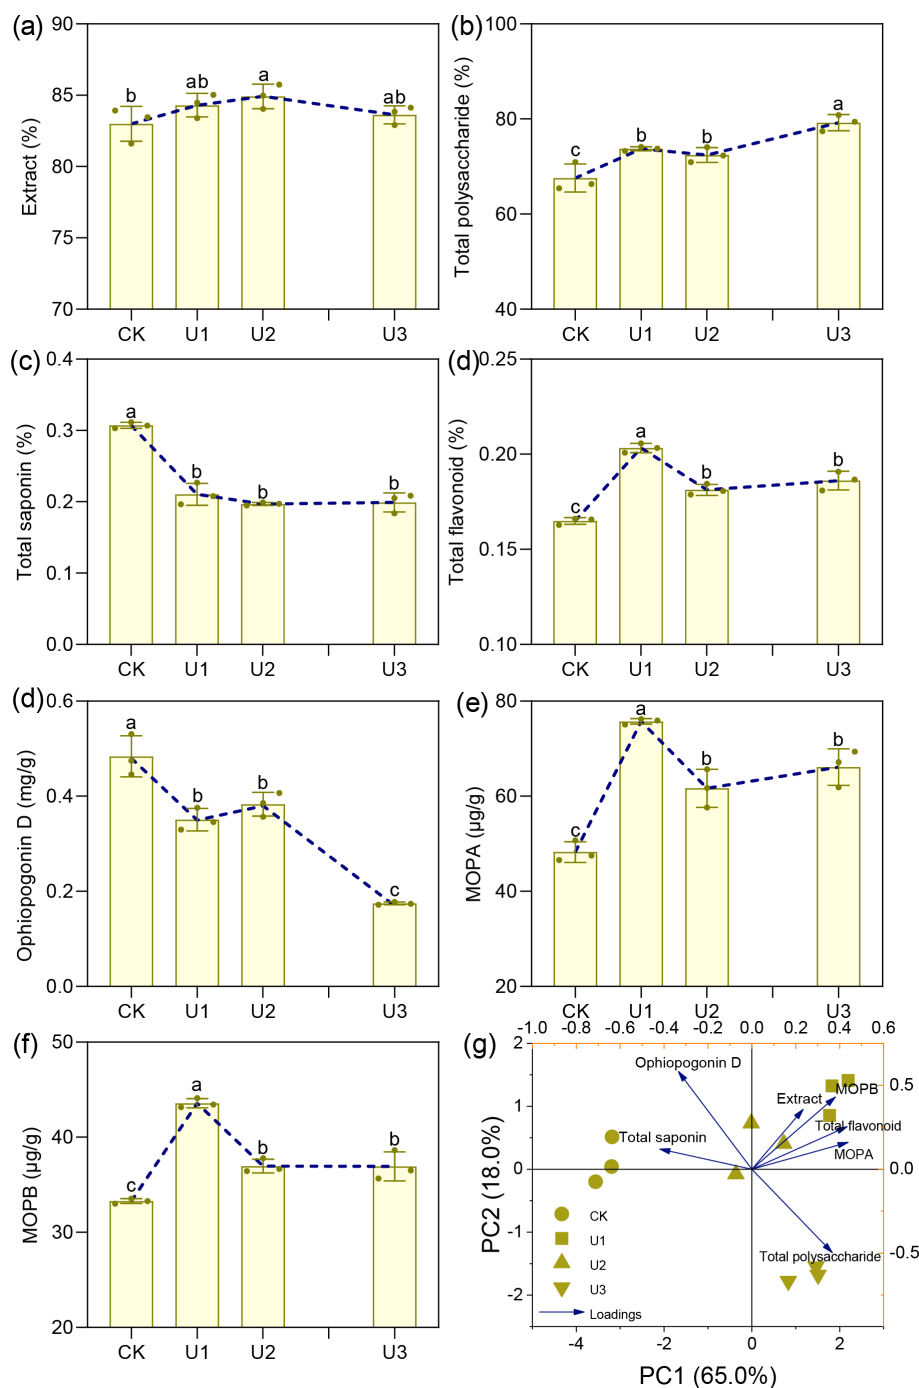 (a)
90
85
80
75
70
Extract (%)
b
ab
a
ab
CK
U1
U2
U3
(b)
100
80
60
40
Total polysaccharide (%)
c
b
b
a
CK
U1
U2
U3
(c)
0.4
0.3
0.2
0.1
0.0
Total saponin (%)
a
b
b
b
CK
U1
U2
U3
(d)
0.25
0.20
0.15
0.10
Total flavonoid (%)
c
a
b
b
CK
U1
U2
U3
(d)
0.6
0.4
0.2
0.0
Ophiopogonin D (mg/g)
a
b
b
c
CK
U1
U2
U3
(e)
80
60
40
20
MOPA (μg/g)
c
a
b
b
CK
U1
U2
U3
(f)
50
40
30
20
MOPB (μg/g)
c
a
b
b
CK
U1
U2
U3
(g)
-1.0 -0.8 -0.6 -0.4 -0.2 0.0 0.2 0.4 0.6
2
1
0
-1
-2
PC2 (18.0%)
0.5
0.0
-0.5
Ophiopogonin D
Extract
MOPB
Total flavonoid
MOPA
Total saponin
Total polysaccharide
CK
U1
U2
U3
Loadings
-4 -2 0 2
PC1 (65.0%)